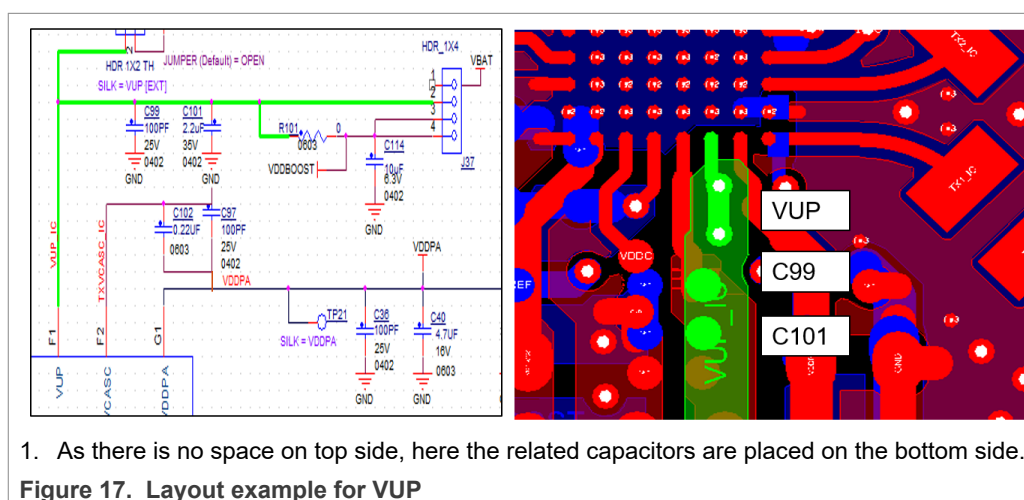 HDR_1X4
VBAT
HDR 1X2 TH
JUMPER (Default) = OPEN
SILK = VUP [EXT]
2
1
2
3
4
C99
100PF
25V
0402
GND
C101
2.2uF
35V
0402
GND
R101
0
0603
VDDBOOST
C114
10uF
6.3V
0402
GND
J37
VUP_IC
TXVCASC_IC
C102
0.22UF
0603
C97
100PF
25V
0402
VDDPA
VDDPA
TP21
SILK = VDDPA
C36
100PF
25V
0402
GND
C40
4.7UF
16V
0603
GND
F1
F2
G1
VUP
VCASC
VDDPA
TX2_IC
TX1_IC
VUP
C99
C101
VDDC
REF
VUP_IC
GND
1. As there is no space on top side, here the related capacitors are placed on the bottom side.
Figure 17. Layout example for VUP